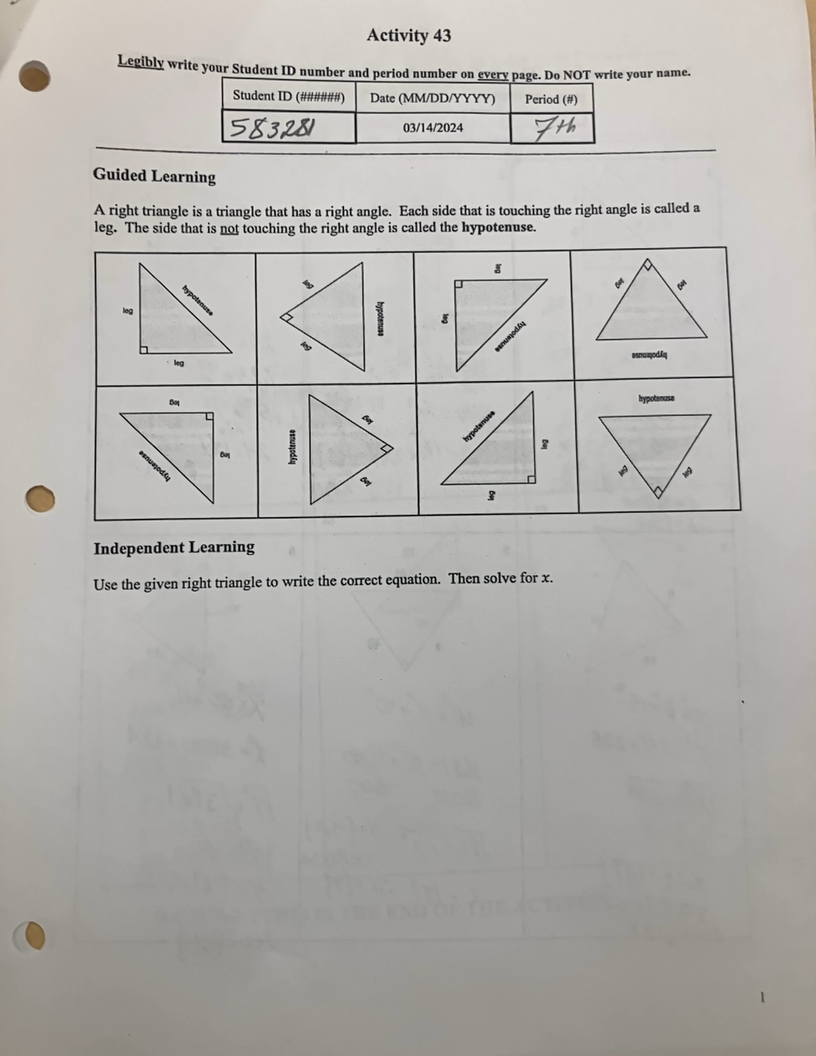 Activity 43
Legibly write your Student ID number and period number on every page. Do NOT write your name.
Student ID (######) Date (MM/DD/YYYY) Period (#)
583281 03/14/2024 7th
Guided Learning
A right triangle is a triangle that has a right angle. Each side that is touching the right angle is called a
leg. The side that is not touching the right angle is called the hypotenuse.
leg
hypotenuse
leg
leg
hypotenuse
leg
leg
leg
hypotenuse
leg
leg
hypotenuse
leg
leg
hypotenuse
hypotenuse
leg
leg
hypotenuse
leg
leg
hypotenuse
leg
leg
Independent Learning
Use the given right triangle to write the correct equation. Then solve for x.
1